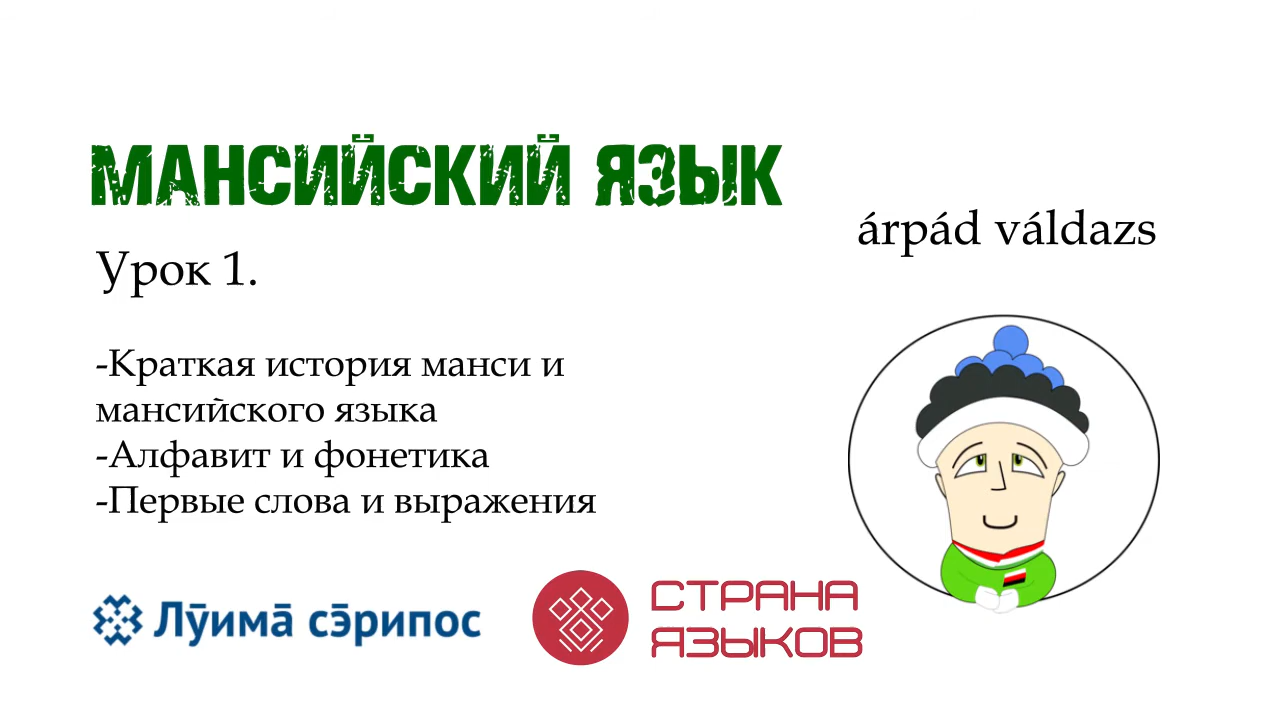 МАНСИЙСКИЙ ЯЗЫК
árpád váldazs
Урок 1.
-Краткая история манси и
мансийского языка
-Алфавит и фонетика
-Первые слова и выражения
Лӯима̄ сэ̄рипос
СТРАНА
ЯЗЫКОВ